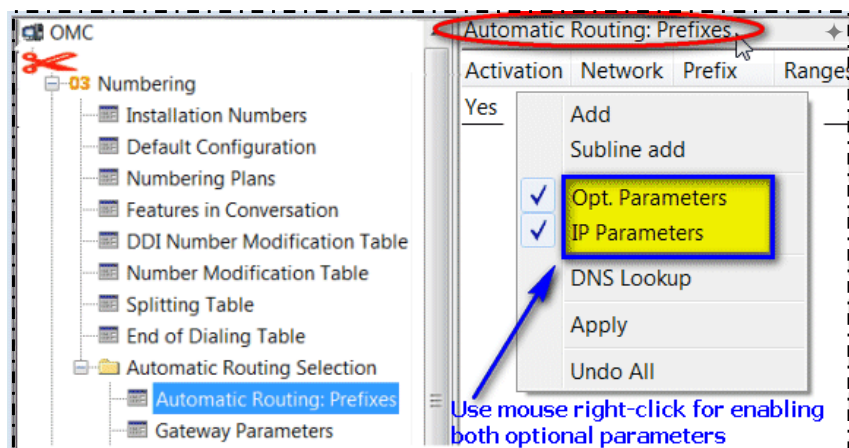 OMC
03 Numbering
Installation Numbers
Default Configuration
Numbering Plans
Features in Conversation
DDI Number Modification Table
Number Modification Table
Splitting Table
End of Dialing Table
Automatic Routing Selection
Automatic Routing: Prefixes
Gateway Parameters
Automatic Routing: Prefixes
Activation Network Prefix Ranges
Yes
Add
Subline add
Opt. Parameters
IP Parameters
DNS Lookup
Apply
Undo All
Use mouse right-click for enabling
both optional parameters